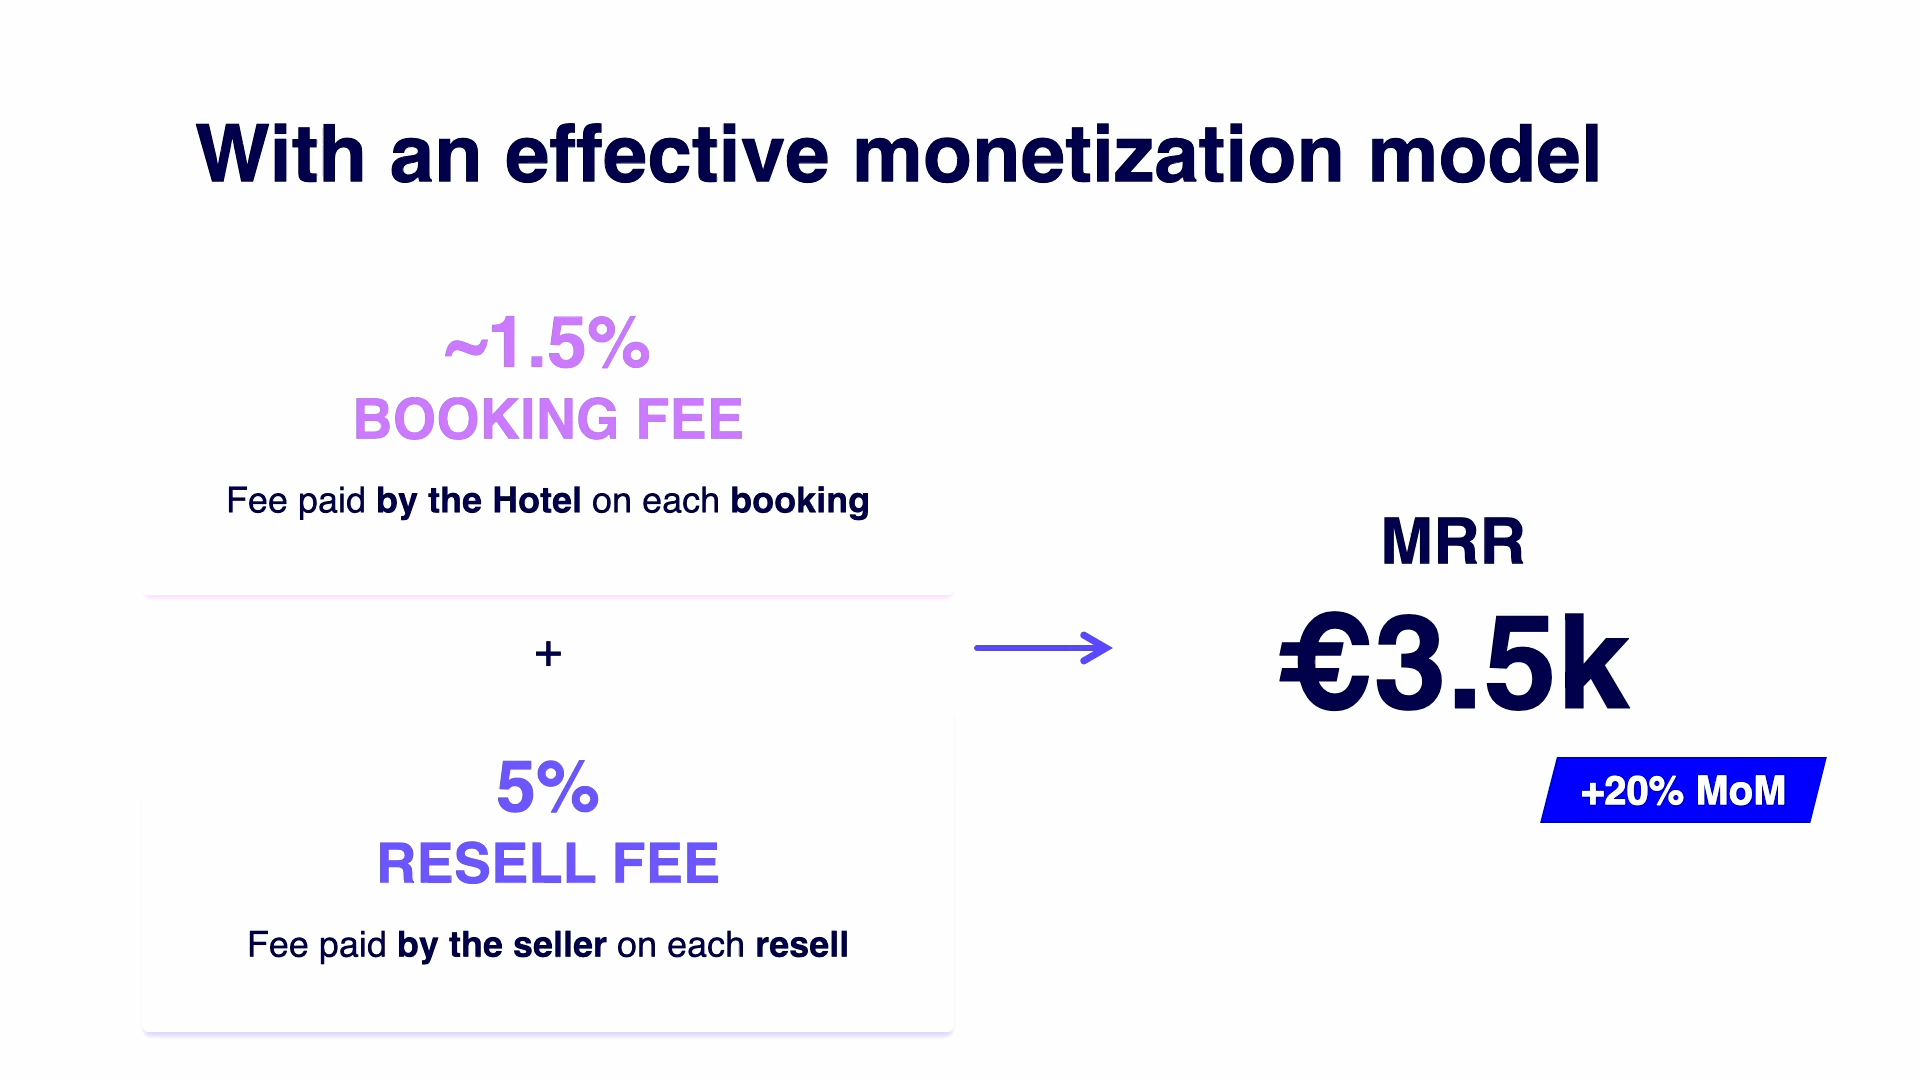 With an effective monetization model
~1.5%
BOOKING FEE
Fee paid by the Hotel on each booking
+
5%
RESELL FEE
Fee paid by the seller on each resell
MRR
€3.5k
+20% MoM